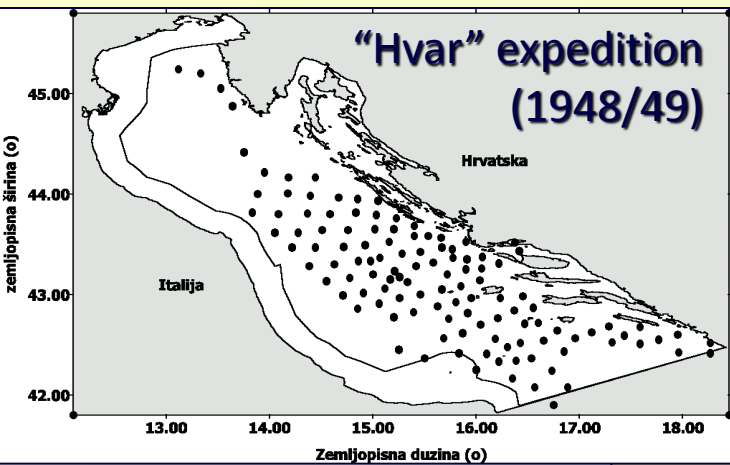 “Hvar” expedition
(1948/49)
45.00
Hrvatska
44.00
zemljopisna širina (o)
Italija
43.00
42.00
13.00 14.00 15.00 16.00 17.00 18.00
Zemljopisna duzina (o)